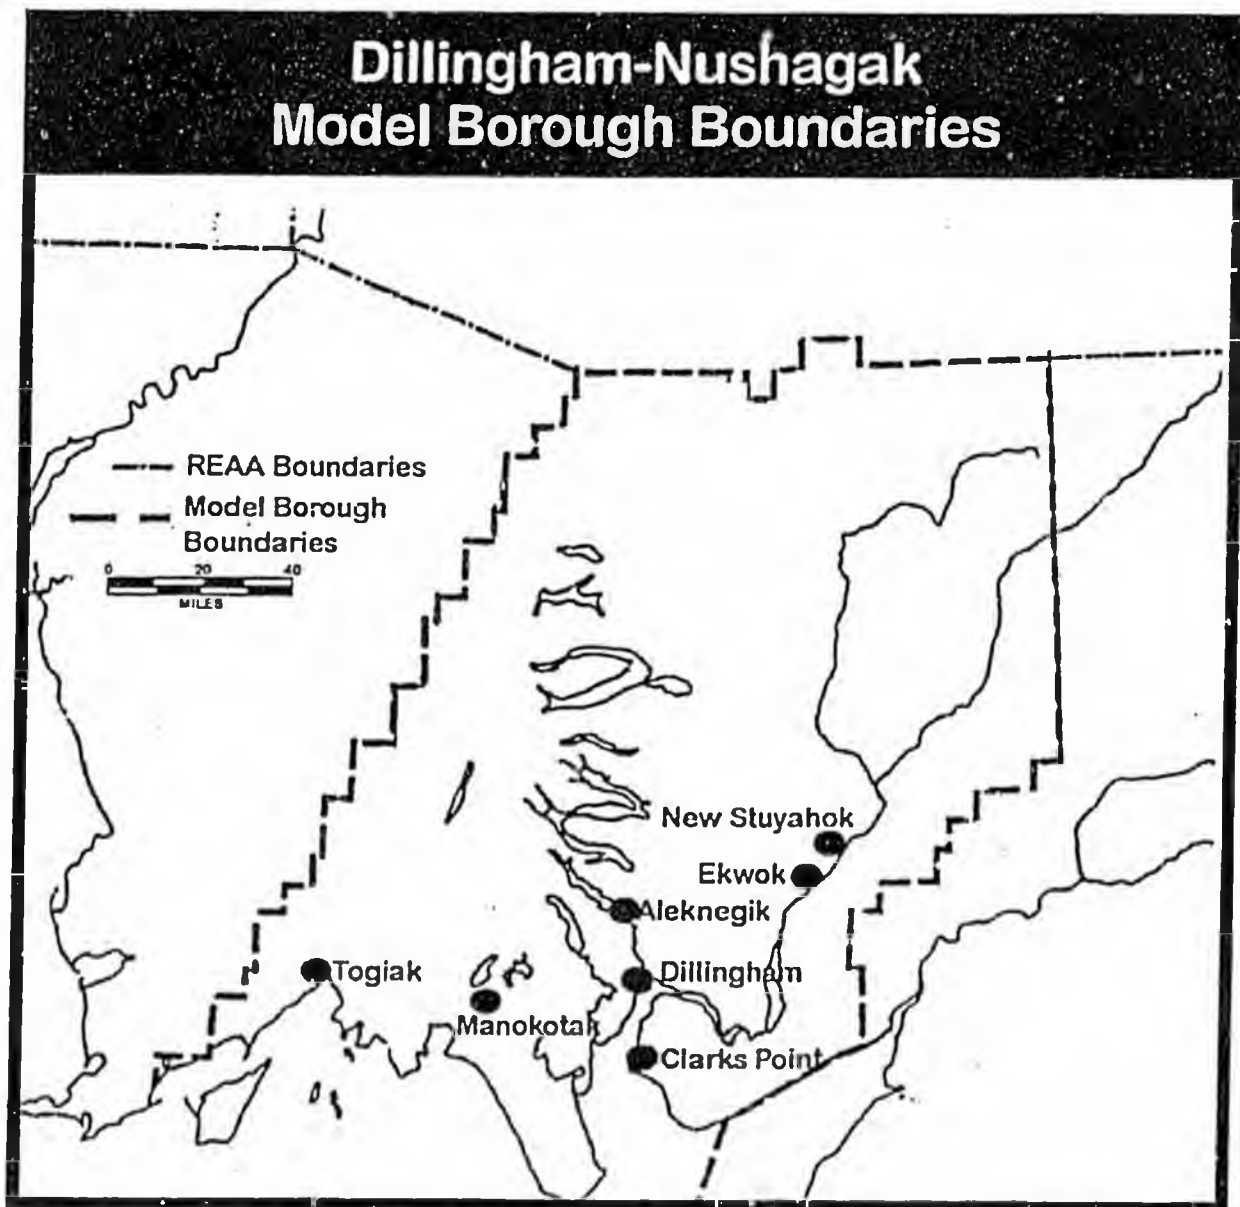 Dillingham-Nushagak
Model Borough Boundaries
REAA Boundaries
Model Borough
Boundaries
0 20 40
MILES
New Stuyahok
Ekwok
Aleknegik
Togiak
Dillingham
Manokotak
Clarks Point